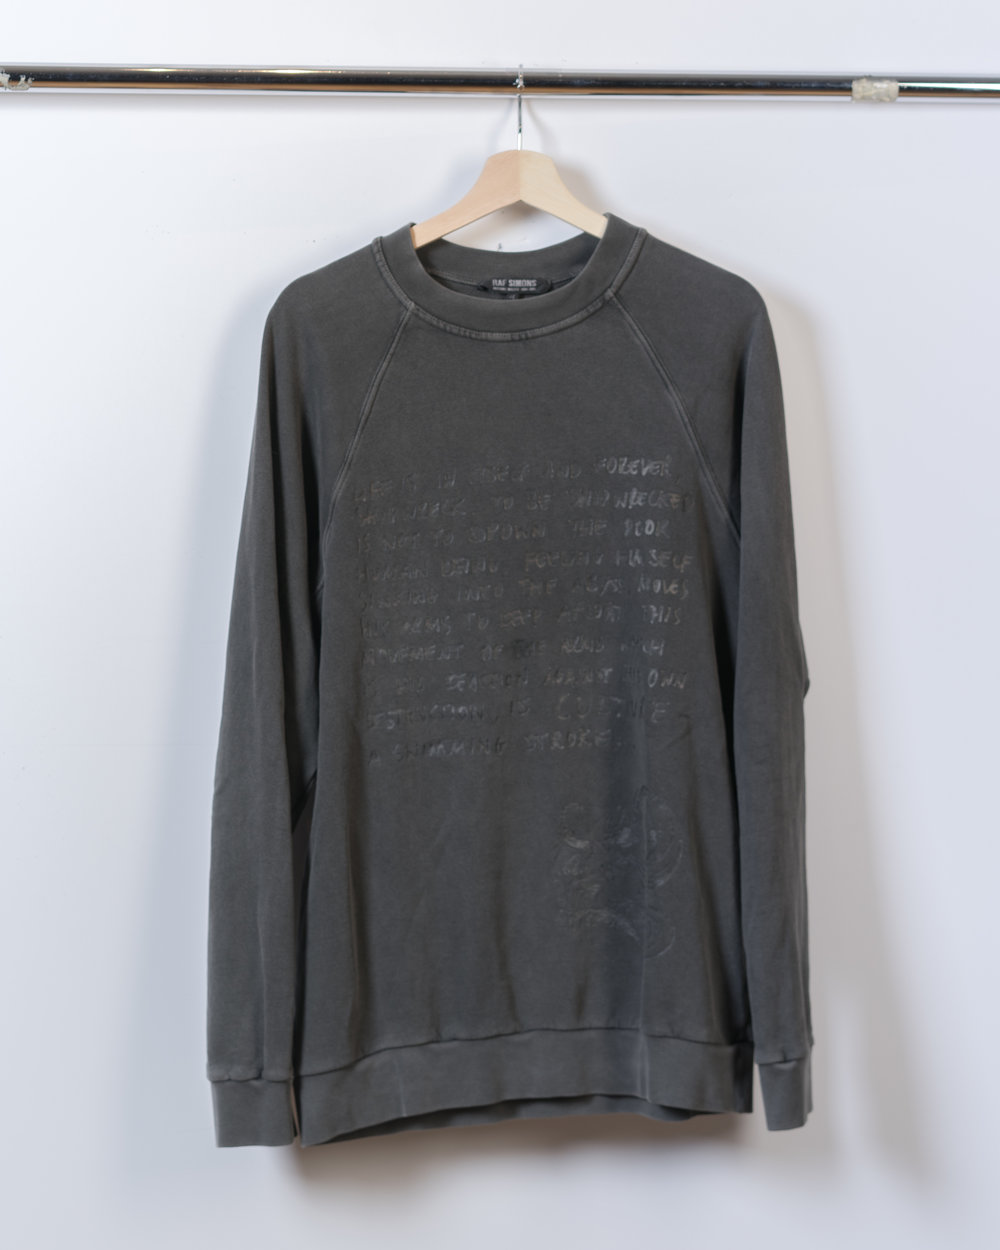 RAF SIMONS
LIFE IS IN ITSELF AND FOREVER,
SHIPWRECK. TO BE SHIPWRECKED
IS NOT TO DROWN THE POOR
HUMAN BEING FEELING HIMSELF
SINKING INTO THE ABYSS MOVES
HIS ARMS TO KEEP AFLOAT THIS
MOVEMENT OF THE ARMS WHICH
IS HIS REACTION AGAINST HIS OWN
DESTRUCTION, IS CULTURE
A SWIMMING STROKE..